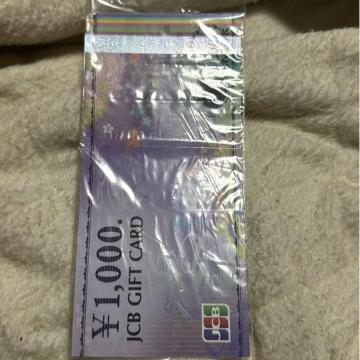 ¥1,000.
JCB GIFT CARD
JCB